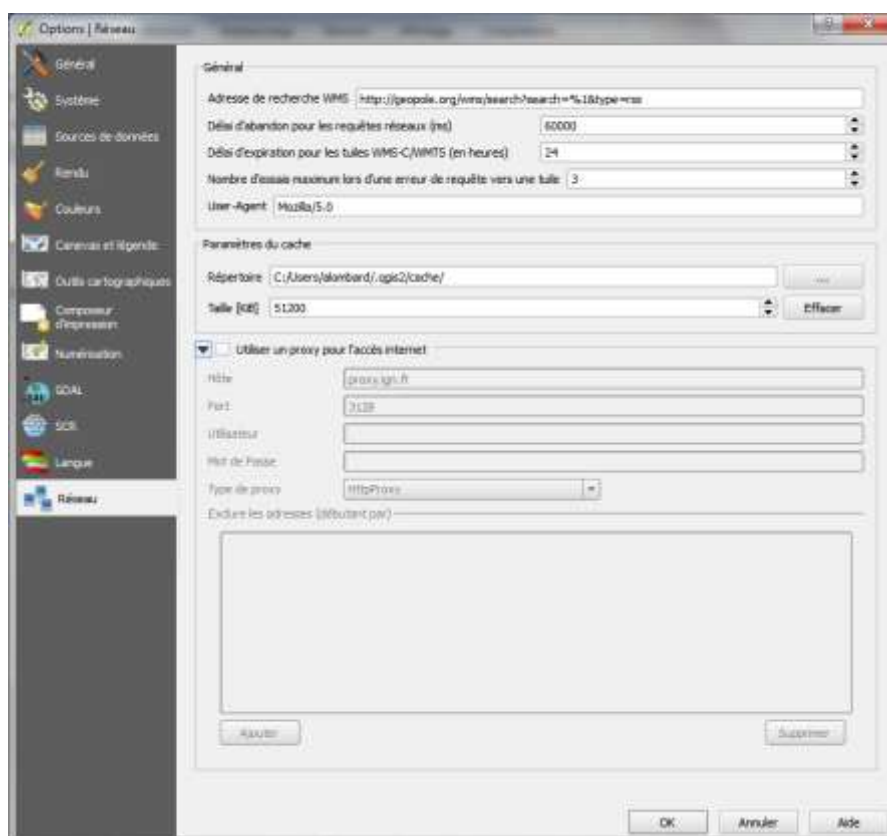 Options | Réseau
Général
Système
Sources de données
Rendu
Couleurs
Canevas et légende
Outils cartographiques
Composeur
d'impression
Numérisation
GDAL
SCR
Langue
Réseau
Général
Adresse de recherche WMS http://geopole.org/wms/search?search=%1&type=rss
Délai d'abandon pour les requêtes réseaux (ms) 60000
Délai d'expiration pour les tuiles WMS-C/WMTS (en heures) 24
Nombre d'essais maximum lors d'une erreur de requête vers une tuile 3
User-Agent Mozilla/5.0
Paramètres du cache
Répertoire C:/Users/alombard/.qgis2/cache/ ...
Taille [KB] 51200 Effacer
Utiliser un proxy pour l'accès internet
Hôte proxy.ign.fr
Port 3128
Utilisateur
Mot de Passe
Type de proxy HttpProxy
Exclure les adresses (débutant par)
Ajouter Supprimer
OK Annuler Aide